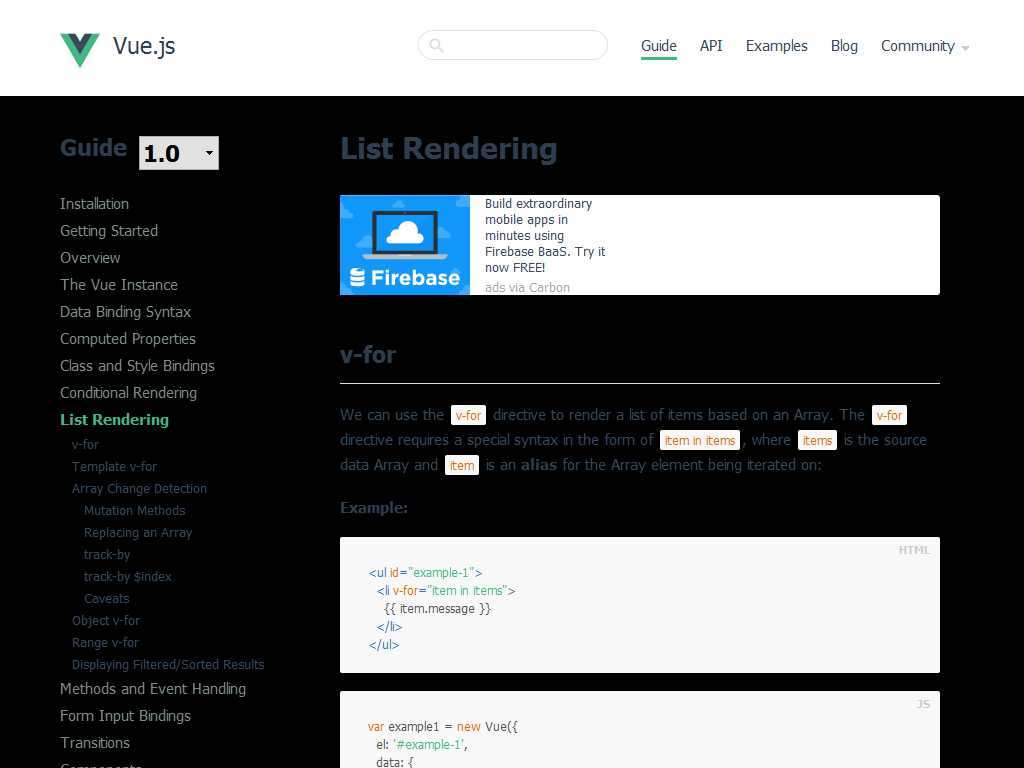 Vue.js
Guide API Examples Blog Community
Guide 1.0
Installation
Getting Started
Overview
The Vue Instance
Data Binding Syntax
Computed Properties
Class and Style Bindings
Conditional Rendering
List Rendering
v-for
Template v-for
Array Change Detection
Mutation Methods
Replacing an Array
track-by
track-by $index
Caveats
Object v-for
Range v-for
Displaying Filtered/Sorted Results
Methods and Event Handling
Form Input Bindings
Transitions
Components
List Rendering
Firebase
Build extraordinary
mobile apps in
minutes using
Firebase BaaS. Try it
now FREE!
ads via Carbon
v-for
We can use the v-for directive to render a list of items based on an Array. The v-for
directive requires a special syntax in the form of item in items, where items is the source
data Array and item is an alias for the Array element being iterated on:
Example:
HTML
<ul id="example-1">
<li v-for="item in items">
{{ item.message }}
</li>
</ul>
JS
var example1 = new Vue({
el: '#example-1',
data: {